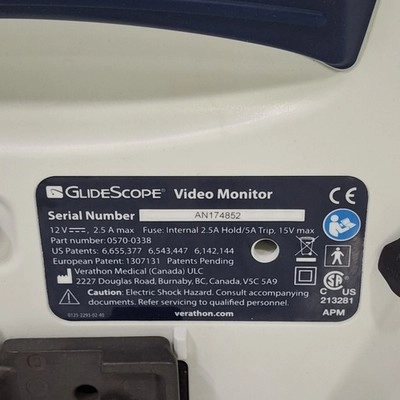 GLIDESCOPE® Video Monitor
Serial Number AN174852
12 V⎓, 2.5 A max Fuse: Internal 2.5A Hold/5A Trip, 15V max
Part number: 0570-0338
US Patents: 6,655,377 6,543,447 6,142,144
European Patent: 1307131 Patents Pending
Verathon Medical (Canada) ULC
2227 Douglas Road, Burnaby, BC, Canada, V5C 5A9
Caution: Electric Shock Hazard. Consult accompanying
documents. Refer servicing to qualified personnel.
verathon.com
CE
SA
C US
213281
APM